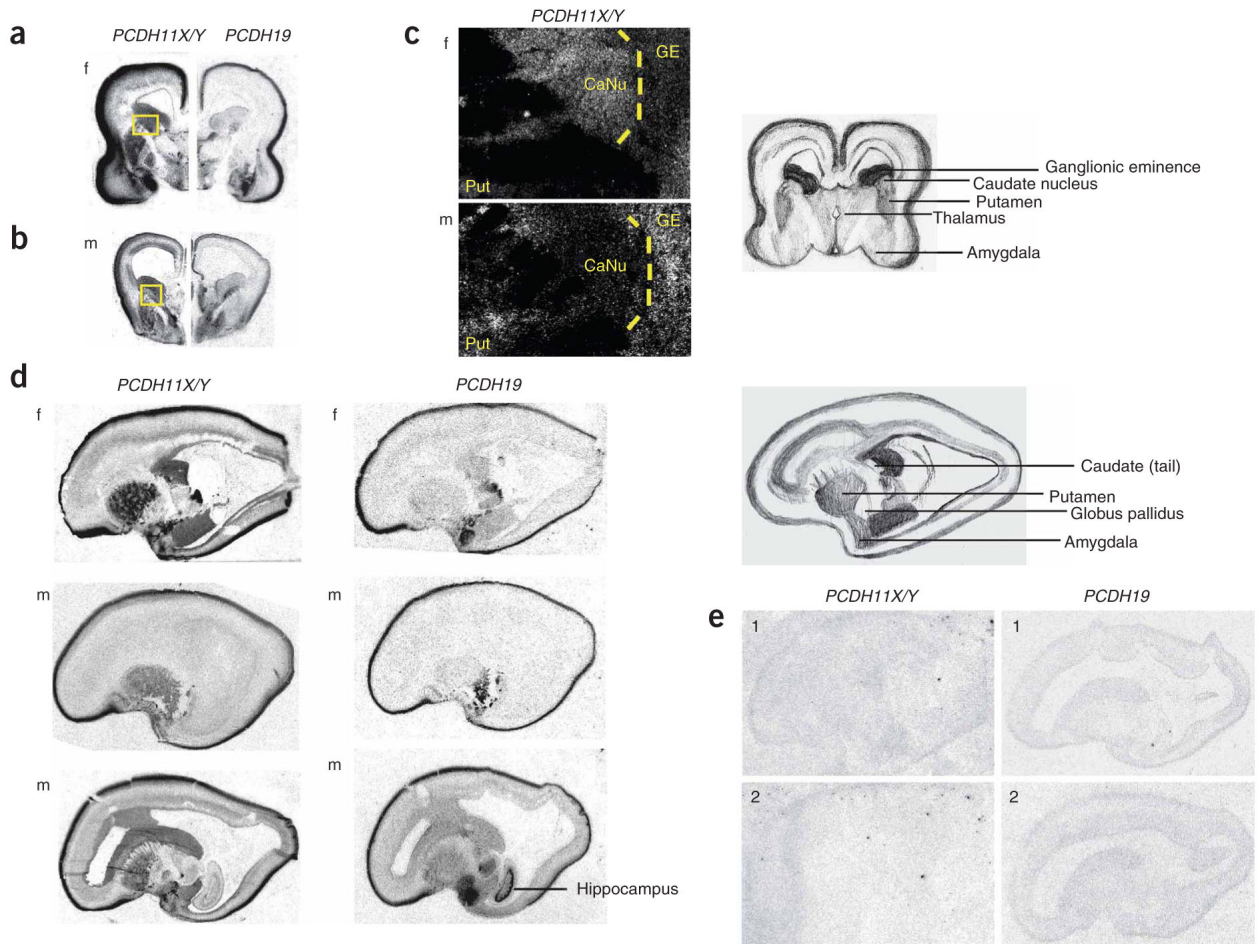 a
PCDH11X/Y
PCDH19
f
b
m
c
PCDH11X/Y
f
GE
CaNu
Put
m
GE
CaNu
Put
Ganglionic eminence
Caudate nucleus
Putamen
Thalamus
Amygdala
d
PCDH11X/Y
PCDH19
f
f
m
m
m
m
Hippocampus
Caudate (tail)
Putamen
Globus pallidus
Amygdala
e
PCDH11X/Y
PCDH19
1
1
2
2